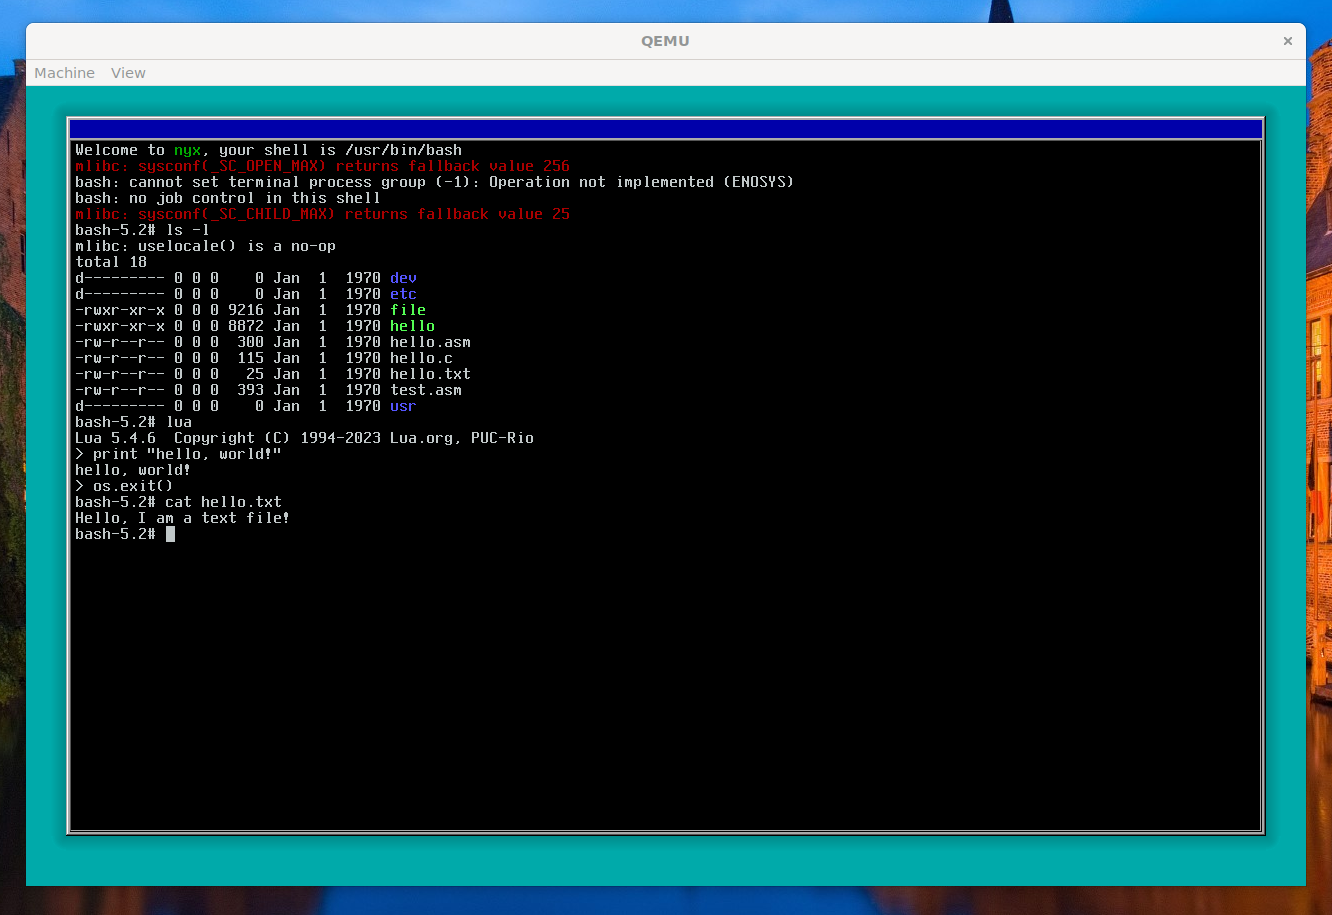 QEMU
Machine View
Welcome to nyx, your shell is /usr/bin/bash
mlibc: sysconf(_SC_OPEN_MAX) returns fallback value 256
bash: cannot set terminal process group (-1): Operation not implemented (ENOSYS)
bash: no job control in this shell
mlibc: sysconf(_SC_CHILD_MAX) returns fallback value 25
bash-5.2# ls -l
mlibc: uselocale() is a no-op
total 18
d--------- 0 0 0    0 Jan  1  1970 dev
d--------- 0 0 0    0 Jan  1  1970 etc
-rwxr-xr-x 0 0 0 9216 Jan  1  1970 file
-rwxr-xr-x 0 0 0 8872 Jan  1  1970 hello
-rw-r--r-- 0 0 0  300 Jan  1  1970 hello.asm
-rw-r--r-- 0 0 0  115 Jan  1  1970 hello.c
-rw-r--r-- 0 0 0   25 Jan  1  1970 hello.txt
-rw-r--r-- 0 0 0  393 Jan  1  1970 test.asm
d--------- 0 0 0    0 Jan  1  1970 usr
bash-5.2# lua
Lua 5.4.6  Copyright (C) 1994-2023 Lua.org, PUC-Rio
> print "hello, world!"
hello, world!
> os.exit()
bash-5.2# cat hello.txt
Hello, I am a text file!
bash-5.2#